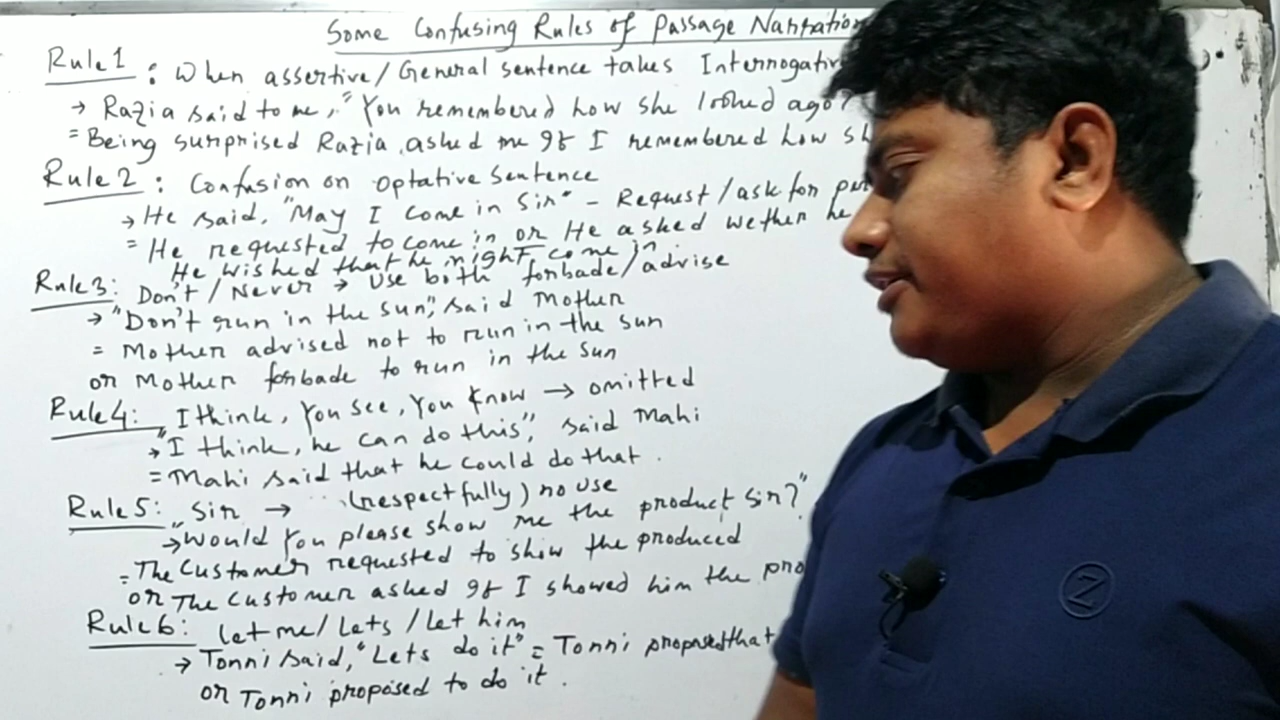 Some Confusing Rules of Passage Narration
Rule 1 : When assertive/General sentence takes Interrogative
→ Razia said to me, "You remembered how she looked ago?
= Being surprised Razia asked me If I remembered how
Rule 2 : Confusion on Optative Sentence
→ He said, "May I come in Sir" - Request/ask for
= He requested to come in or He asked wether he
He wished that he might come in
Rule 3: Don't / Never → Use both forbade/advise
→ "Don't run in the sun", said Mother
= Mother advised not to run in the sun
or Mother forbade to run in the sun
Rule 4: I think, You see, You know → omitted
→ "I think, he can do this", said Mahi
= Mahi said that he could do that.
Rule 5: Sir → (respectfully) no use
→ "Would you please show me the product Sir?"
= The Customer requested to show the produced
or The Customer asked If I showed him the
Rule 6: Let me/Lets/Let him
→ Tonni said, "Lets do it" = Tonni proposed that
or Tonni proposed to do it.
Z